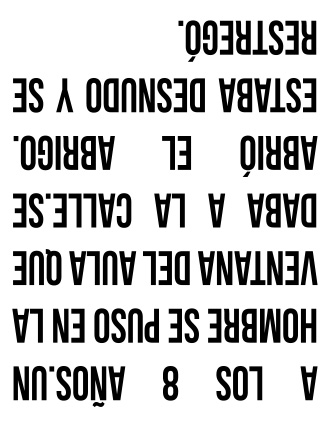 A LOS 8 AÑOS.UN
HOMBRE SE PUSO EN LA
VENTANA DEL AULA QUE
DABA A LA CALLE.SE
ABRIÓ EL ABRIGO.
ESTABA DESNUDO Y SE
RESTREGÓ.